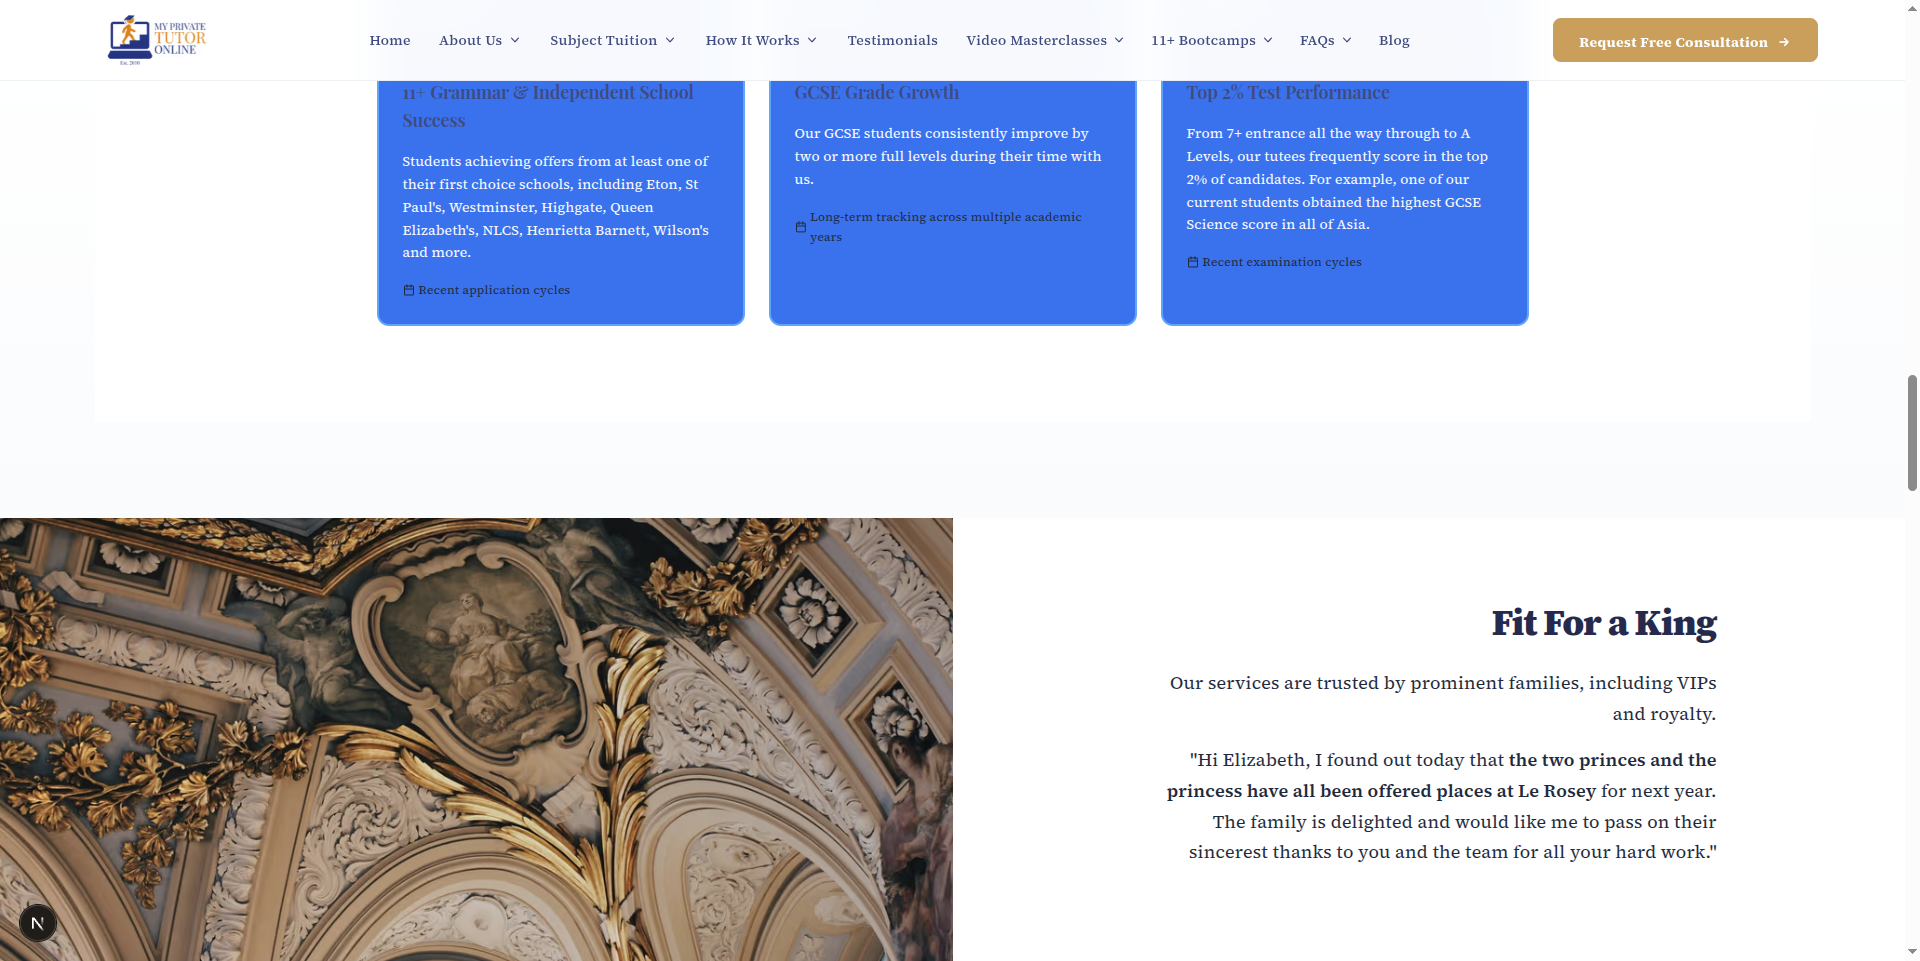 MY PRIVATE
TUTOR
ONLINE
Est. 2010
Home
About Us
Subject Tuition
How It Works
Testimonials
Video Masterclasses
11+ Bootcamps
FAQs
Blog
Request Free Consultation
11+ Grammar & Independent School
Success
Students achieving offers from at least one of
their first choice schools, including Eton, St
Paul's, Westminster, Highgate, Queen
Elizabeth's, NLCS, Henrietta Barnett, Wilson's
and more.
Recent application cycles
GCSE Grade Growth
Our GCSE students consistently improve by
two or more full levels during their time with
us.
Long-term tracking across multiple academic
years
Top 2% Test Performance
From 7+ entrance all the way through to A
Levels, our tutees frequently score in the top
2% of candidates. For example, one of our
current students obtained the highest GCSE
Science score in all of Asia.
Recent examination cycles
Fit For a King
Our services are trusted by prominent families, including VIPs
and royalty.
"Hi Elizabeth, I found out today that the two princes and the
princess have all been offered places at Le Rosey for next year.
The family is delighted and would like me to pass on their
sincerest thanks to you and the team for all your hard work."
N